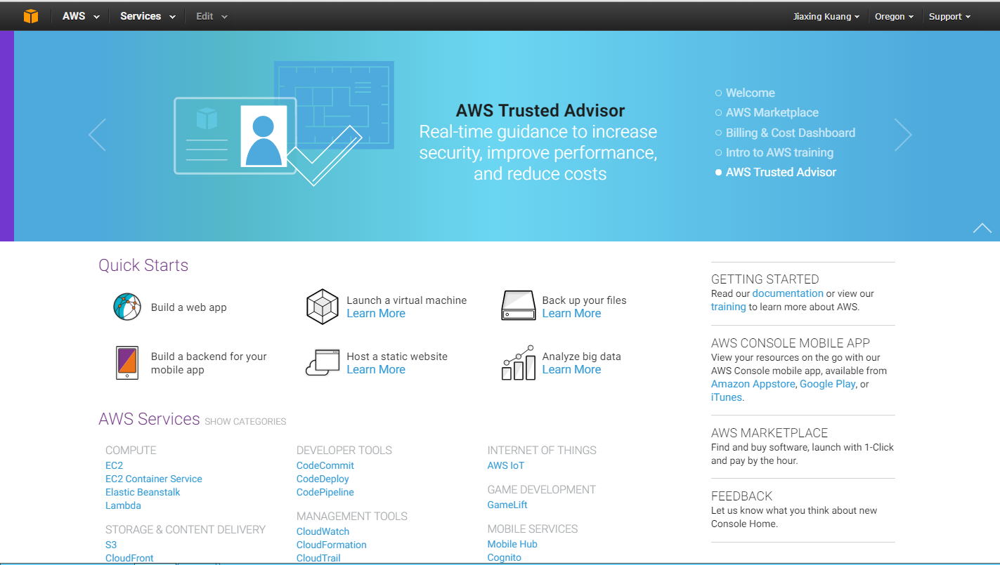 AWS
Services
Edit
Jiaxing Kuang
Oregon
Support
AWS Trusted Advisor
Real-time guidance to increase
security, improve performance,
and reduce costs
Welcome
AWS Marketplace
Billing & Cost Dashboard
Intro to AWS training
AWS Trusted Advisor
Quick Starts
Build a web app
Launch a virtual machine
Learn More
Back up your files
Learn More
Build a backend for your
mobile app
Host a static website
Learn More
Analyze big data
Learn More
AWS Services SHOW CATEGORIES
COMPUTE
EC2
EC2 Container Service
Elastic Beanstalk
Lambda
STORAGE & CONTENT DELIVERY
S3
CloudFront
DEVELOPER TOOLS
CodeCommit
CodeDeploy
CodePipeline
MANAGEMENT TOOLS
CloudWatch
CloudFormation
CloudTrail
INTERNET OF THINGS
AWS IoT
GAME DEVELOPMENT
GameLift
MOBILE SERVICES
Mobile Hub
Cognito
GETTING STARTED
Read our documentation or view our
training to learn more about AWS.
AWS CONSOLE MOBILE APP
View your resources on the go with our
AWS Console mobile app, available from
Amazon Appstore, Google Play, or
iTunes.
AWS MARKETPLACE
Find and buy software, launch with 1-Click
and pay by the hour.
FEEDBACK
Let us know what you think about new
Console Home.